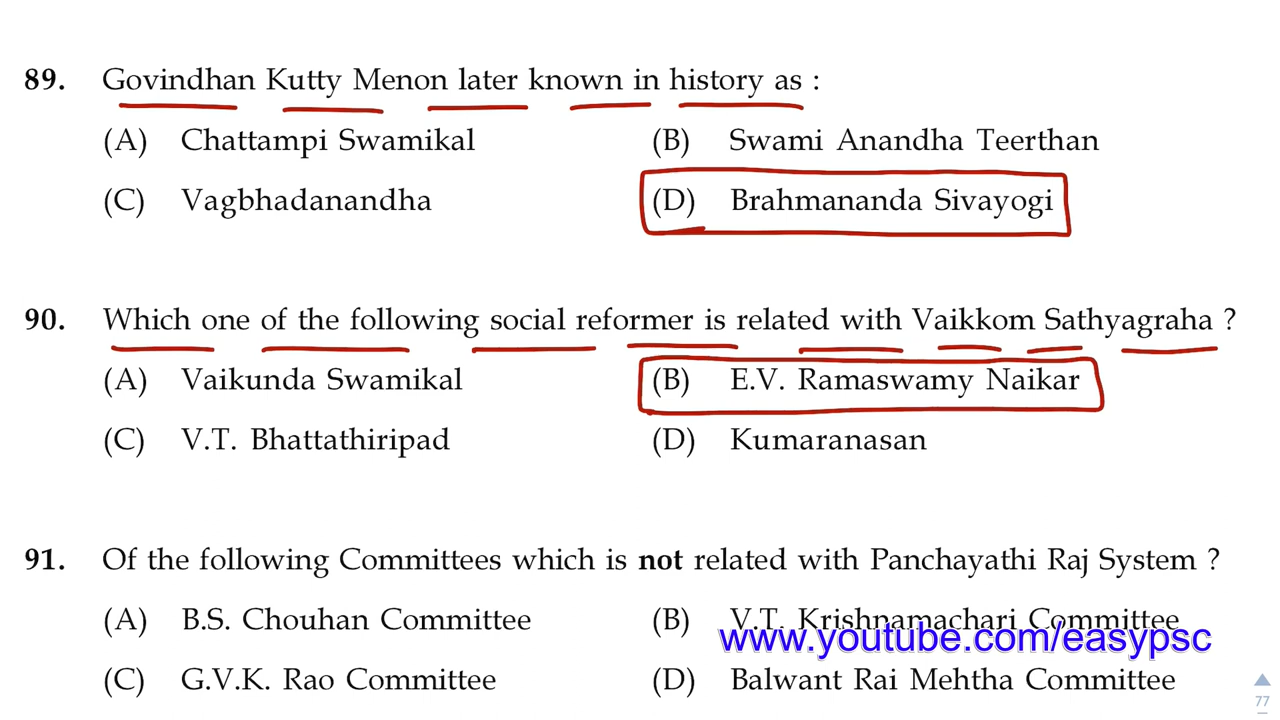 89. Govindhan Kutty Menon later known in history as :
(A) Chattampi Swamikal (B) Swami Anandha Teerthan
(C) Vagbhadanandha (D) Brahmananda Sivayogi
90. Which one of the following social reformer is related with Vaikkom Sathyagraha ?
(A) Vaikunda Swamikal (B) E.V. Ramaswamy Naikar
(C) V.T. Bhattathiripad (D) Kumaranasan
91. Of the following Committees which is not related with Panchayathi Raj System ?
(A) B.S. Chouhan Committee (B) V.T. Krishnamachari Committee
www.youtube.com/easypsc
(C) G.V.K. Rao Committee (D) Balwant Rai Mehtha Committee
77